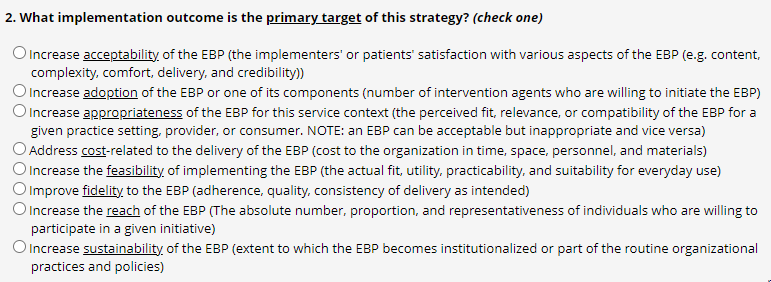 2. What implementation outcome is the primary target of this strategy? (check one)
Increase acceptability of the EBP (the implementers' or patients' satisfaction with various aspects of the EBP (e.g. content,
complexity, comfort, delivery, and credibility))
Increase adoption of the EBP or one of its components (number of intervention agents who are willing to initiate the EBP)
Increase appropriateness of the EBP for this service context (the perceived fit, relevance, or compatibility of the EBP for a
given practice setting, provider, or consumer. NOTE: an EBP can be acceptable but inappropriate and vice versa)
Address cost-related to the delivery of the EBP (cost to the organization in time, space, personnel, and materials)
Increase the feasibility of implementing the EBP (the actual fit, utility, practicability, and suitability for everyday use)
Improve fidelity to the EBP (adherence, quality, consistency of delivery as intended)
Increase the reach of the EBP (The absolute number, proportion, and representativeness of individuals who are willing to
participate in a given initiative)
Increase sustainability of the EBP (extent to which the EBP becomes institutionalized or part of the routine organizational
practices and policies)